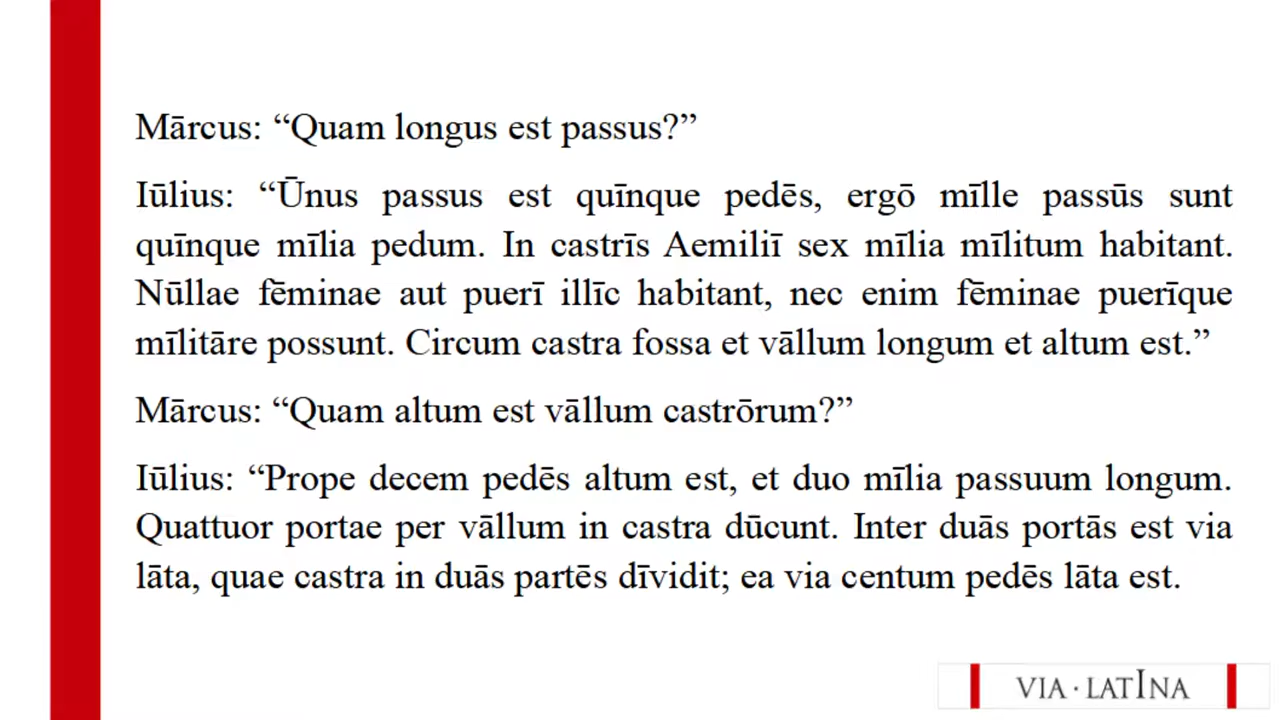 Mārcus: “Quam longus est passus?”
Iūlius: “Ūnus passus est quīnque pedēs, ergō mīlle passūs sunt
quīnque mīlia pedum. In castrīs Aemiliī sex mīlia mīlitum habitant.
Nūllae fēminae aut puerī illīc habitant, nec enim fēminae puerīque
mīlitāre possunt. Circum castra fossa et vāllum longum et altum est.”
Mārcus: “Quam altum est vāllum castrōrum?”
Iūlius: “Prope decem pedēs altum est, et duo mīlia passuum longum.
Quattuor portae per vāllum in castra dūcunt. Inter duās portās est via
lāta, quae castra in duās partēs dīvidit; ea via centum pedēs lāta est.
VIA · LATINA